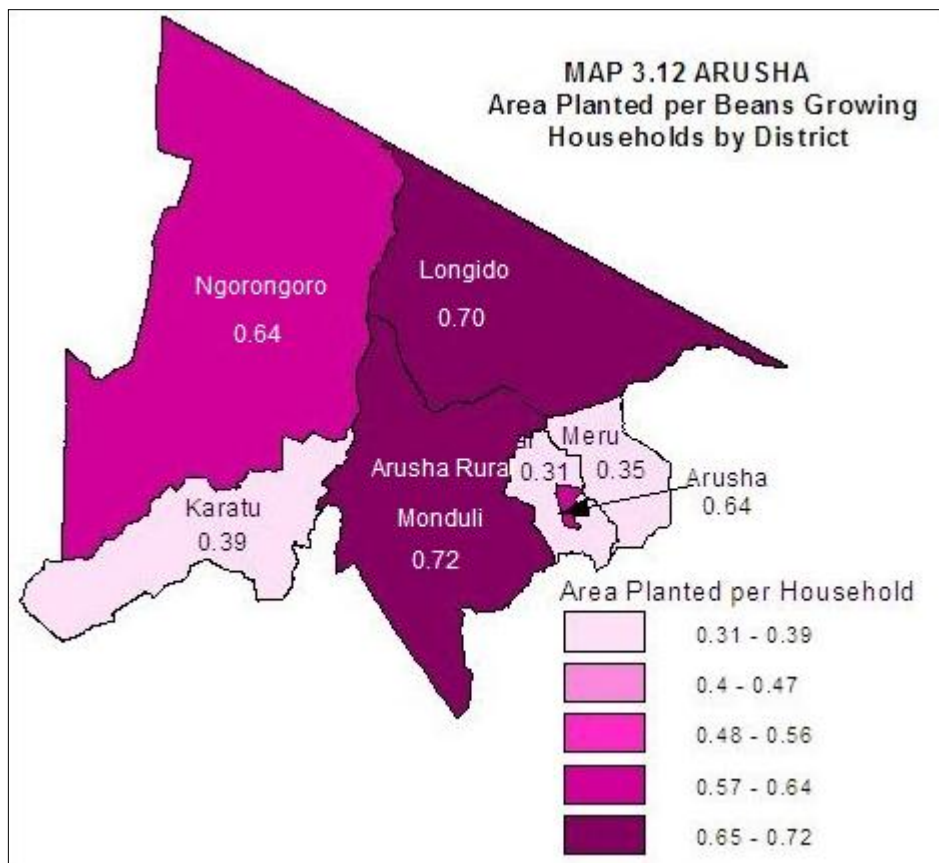 MAP 3.12 ARUSHA
Area Planted per Beans Growing
Households by District
Longido
0.70
Ngorongoro
0.64
Meru
0.35
Arusha Rural
0.31
Arusha
0.64
Karatu
0.39
Monduli
0.72
Area Planted per Household
0.31 - 0.39
0.4 - 0.47
0.48 - 0.56
0.57 - 0.64
0.65 - 0.72